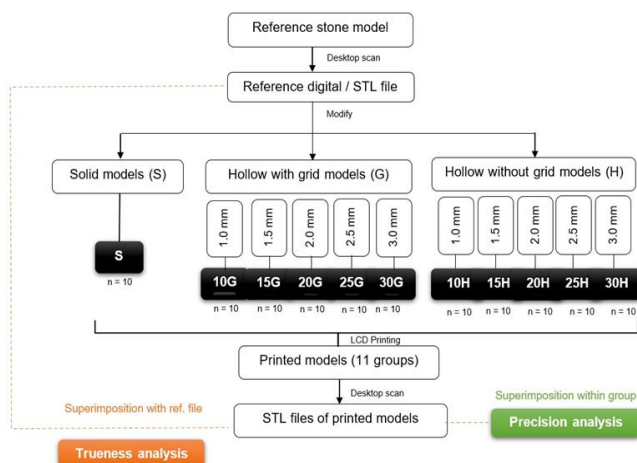 Reference stone model
Desktop scan
Reference digital / STL file
Modify
Solid models (S)
Hollow with grid models (G)
Hollow without grid models (H)
1.0 mm
1.5 mm
2.0 mm
2.5 mm
3.0 mm
1.0 mm
1.5 mm
2.0 mm
2.5 mm
3.0 mm
S
10G
15G
20G
25G
30G
10H
15H
20H
25H
30H
n = 10
n = 10
n = 10
n = 10
n = 10
n = 10
n = 10
n = 10
n = 10
n = 10
n = 10
LCD Printing
Printed models (11 groups)
Desktop scan
Superimposition with ref. file
Superimposition within group
STL files of printed models
Precision analysis
Trueness analysis